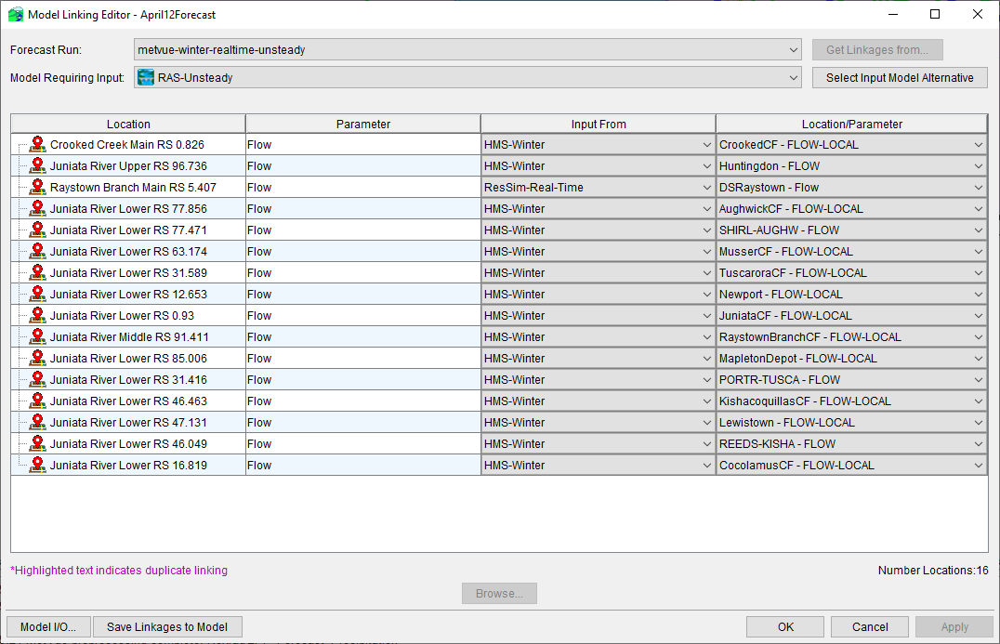 Model Linking Editor - April12Forecast
Forecast Run: metvue-winter-realtime-unsteady Get Linkages from...
Model Requiring Input: RAS-Unsteady Select Input Model Alternative
Location Parameter Input From Location/Parameter
Crooked Creek Main RS 0.826 Flow HMS-Winter CrookedCF - FLOW-LOCAL
Juniata River Upper RS 96.736 Flow HMS-Winter Huntingdon - FLOW
Raystown Branch Main RS 5.407 Flow ResSim-Real-Time DSRaystown - Flow
Juniata River Lower RS 77.856 Flow HMS-Winter AughwickCF - FLOW-LOCAL
Juniata River Lower RS 77.471 Flow HMS-Winter SHIRL-AUGHW - FLOW
Juniata River Lower RS 63.174 Flow HMS-Winter MusserCF - FLOW-LOCAL
Juniata River Lower RS 31.589 Flow HMS-Winter TuscaroraCF - FLOW-LOCAL
Juniata River Lower RS 12.653 Flow HMS-Winter Newport - FLOW-LOCAL
Juniata River Lower RS 0.93 Flow HMS-Winter JuniataCF - FLOW-LOCAL
Juniata River Middle RS 91.411 Flow HMS-Winter RaystownBranchCF - FLOW-LOCAL
Juniata River Lower RS 85.006 Flow HMS-Winter MapletonDepot - FLOW-LOCAL
Juniata River Lower RS 31.416 Flow HMS-Winter PORTR-TUSCA - FLOW
Juniata River Lower RS 46.463 Flow HMS-Winter KishacoquillasCF - FLOW-LOCAL
Juniata River Lower RS 47.131 Flow HMS-Winter Lewistown - FLOW-LOCAL
Juniata River Lower RS 46.049 Flow HMS-Winter REEDS-KISHA - FLOW
Juniata River Lower RS 16.819 Flow HMS-Winter CocolamusCF - FLOW-LOCAL
*Highlighted text indicates duplicate linking Number Locations:16
Browse...
Model I/O... Save Linkages to Model OK Cancel Apply